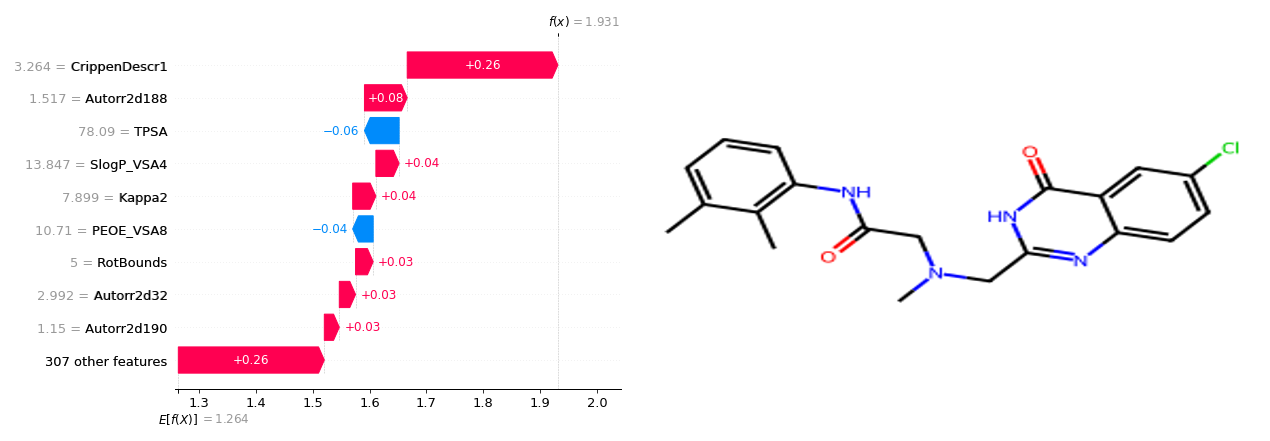 f(x) = 1.931
3.264 = CrippenDescr1
+0.26
1.517 = Autorr2d188
+0.08
78.09 = TPSA
−0.06
13.847 = SlogP_VSA4
+0.04
7.899 = Kappa2
+0.04
10.71 = PEOE_VSA8
−0.04
5 = RotBounds
+0.03
2.992 = Autorr2d32
+0.03
1.15 = Autorr2d190
+0.03
307 other features
+0.26
1.3 1.4 1.5 1.6 1.7 1.8 1.9 2.0
E[f(X)] = 1.264
O
Cl
NH
HN
O
N
N